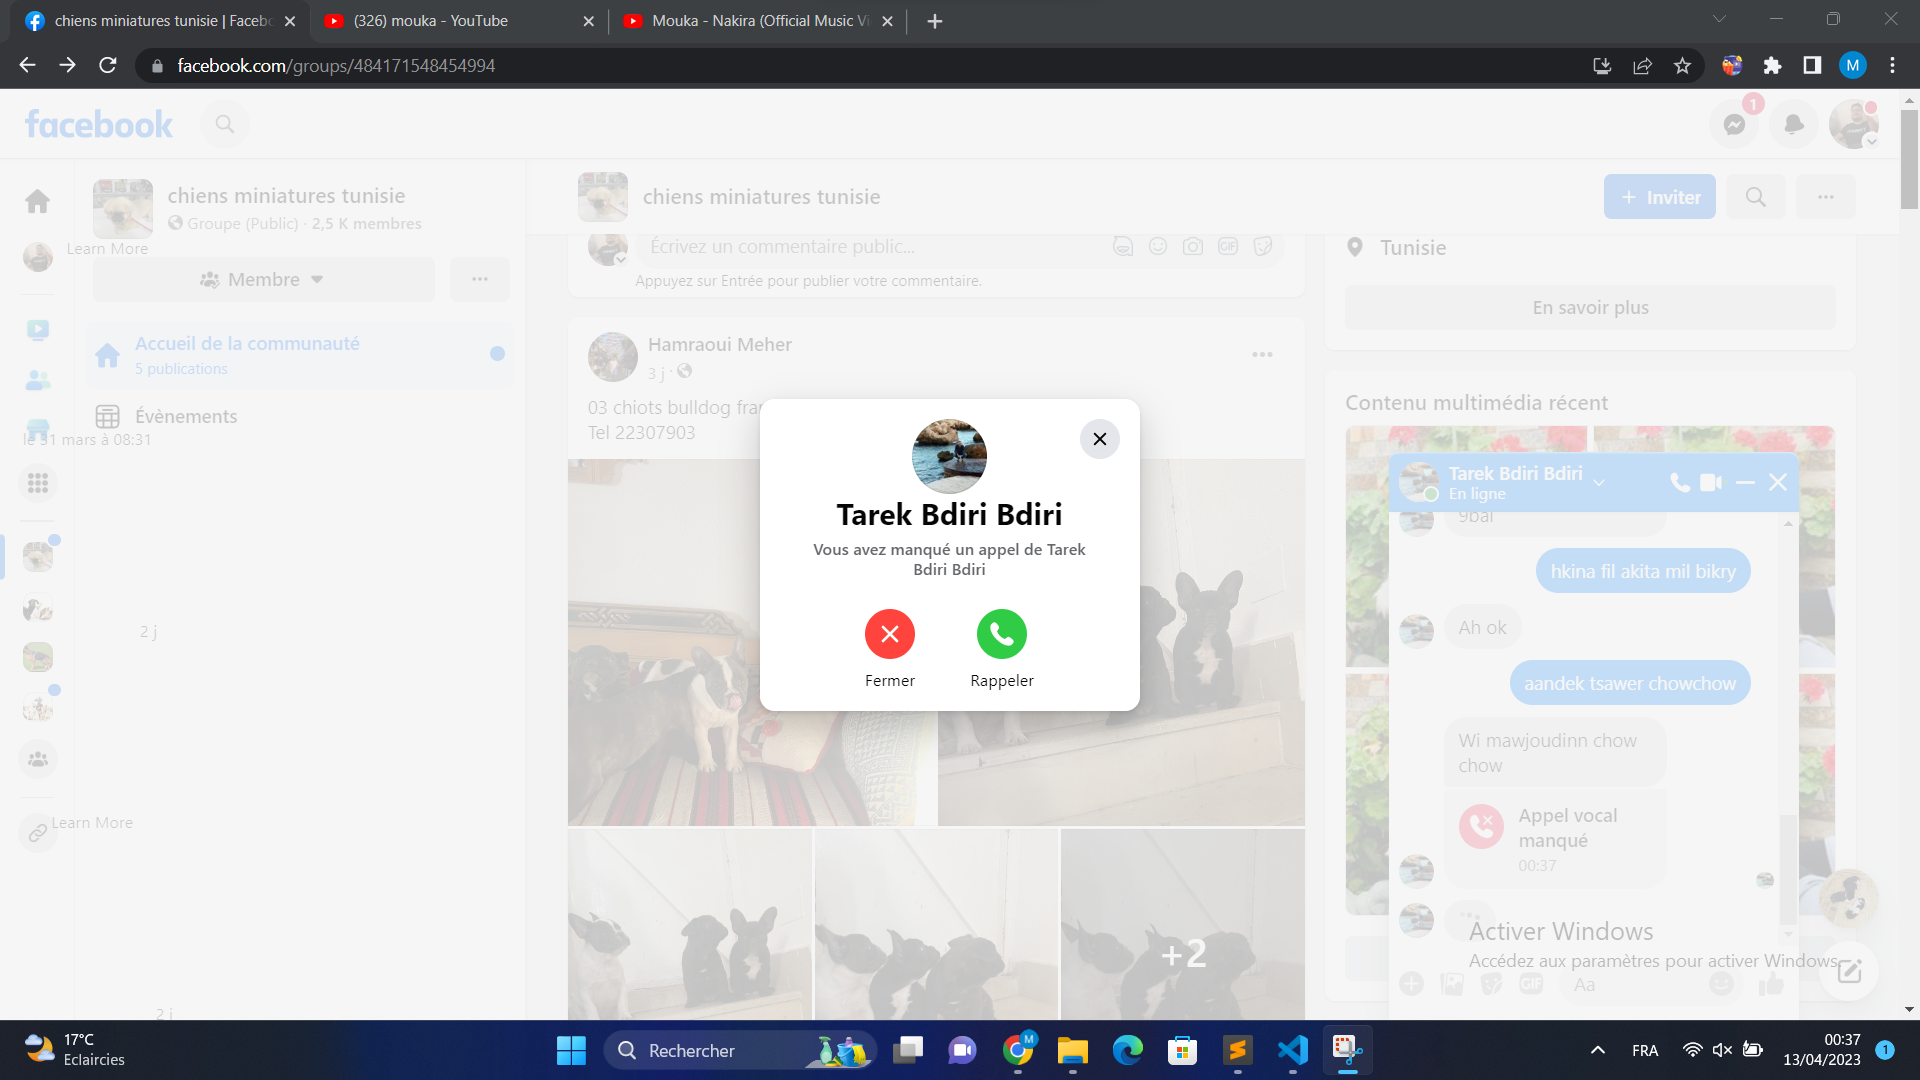 chiens miniatures tunisie | Faceb
(326) mouka - YouTube
Mouka - Nakira (Official Music Vi
facebook.com/groups/484171548454994
M
facebook
1
chiens miniatures tunisie
Groupe (Public) · 2,5 K membres
Learn More
Membre
Accueil de la communauté
5 publications
Évènements
le 31 mars à 08:31
2 j
Learn More
2 j
chiens miniatures tunisie
+ Inviter
Écrivez un commentaire public...
GIF
Appuyez sur Entrée pour publier votre commentaire.
Hamraoui Meher
3 j ·
03 chiots bulldog fra
Tel 22307903
+2
Tarek Bdiri Bdiri
Vous avez manqué un appel de Tarek
Bdiri Bdiri
Fermer
Rappeler
Tunisie
En savoir plus
Contenu multimédia récent
Tarek Bdiri Bdiri
En ligne
9bal
hkina fil akita mil bikry
Ah ok
aandek tsawer chowchow
Wi mawjoudinn chow
chow
Appel vocal
manqué
00:37
Activer Windows
Accédez aux paramètres pour activer Windows.
GIF
Aa
17°C
Eclaircies
Rechercher
M
FRA
00:37
13/04/2023
1